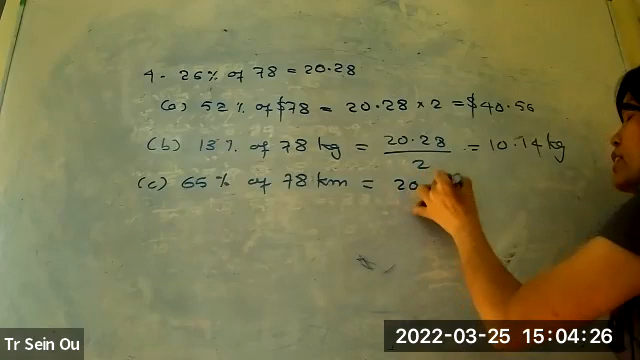 4. 26% of 78 = 20.28
(a) 52% of $78 = 20.28 × 2 = $40.56
(b) 13% of 78 kg = 20.28/2 = 10.14 kg
(c) 65% of 78 km = 20
Tr Sein Ou
2022-03-25 15:04:26